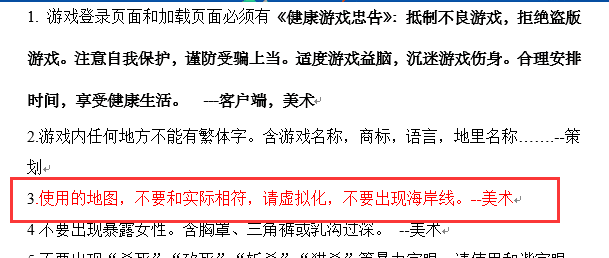 1. 游戏登录页面和加载页面必须有《健康游戏忠告》：抵制不良游戏，拒绝盗版
游戏。注意自我保护，谨防受骗上当。适度游戏益脑，沉迷游戏伤身。合理安排
时间，享受健康生活。 ---客户端，美术
2.游戏内任何地方不能有繁体字。含游戏名称，商标，语言，地里名称…….--策
划
3.使用的地图，不要和实际相符，请虚拟化，不要出现海岸线。--美术
4 不要出现暴露女性。含胸罩、三角裤或乳沟过深。 --美术